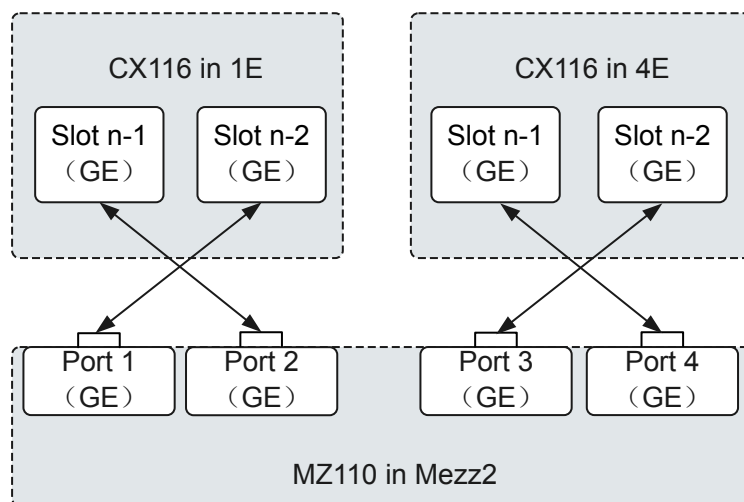 CX116 in 1E
CX116 in 4E
Slot n-1
（GE）
Slot n-2
（GE）
Slot n-1
（GE）
Slot n-2
（GE）
Port 1
（GE）
Port 2
（GE）
Port 3
（GE）
Port 4
（GE）
MZ110 in Mezz2